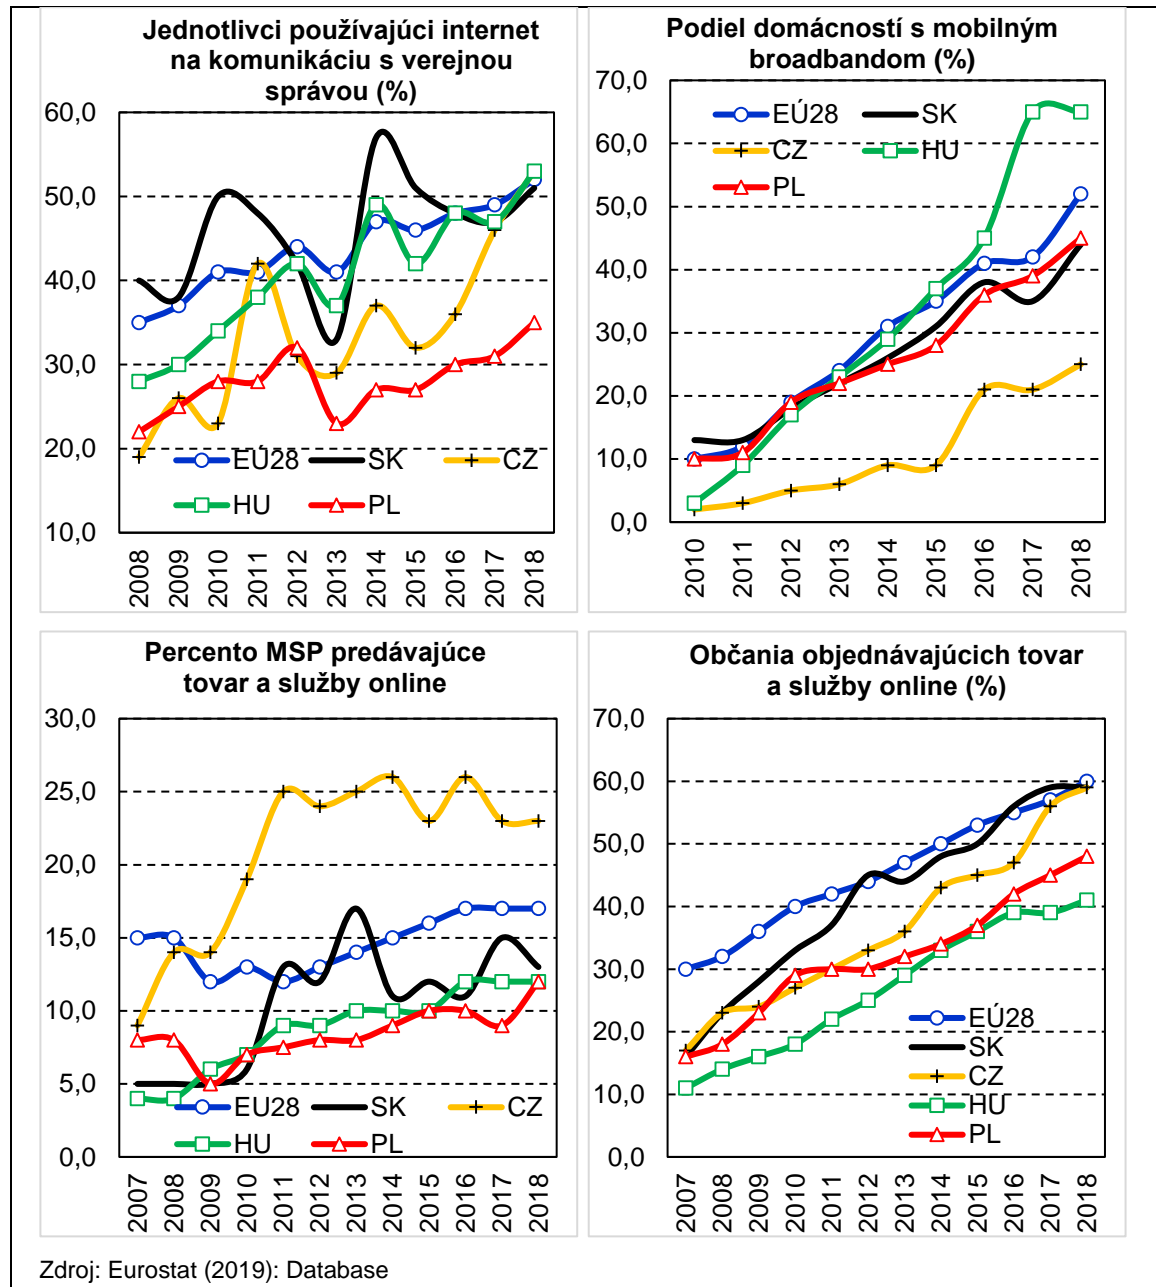 Jednotlivci používajúci internet
na komunikáciu s verejnou
správou (%)
60,0
50,0
40,0
30,0
20,0
10,0
EÚ28 SK CZ
HU PL
2008 2009 2010 2011 2012 2013 2014 2015 2016 2017 2018
Podiel domácností s mobilným
broadbandom (%)
70,0
60,0
50,0
40,0
30,0
20,0
10,0
0,0
EÚ28 SK
CZ HU
PL
2010 2011 2012 2013 2014 2015 2016 2017 2018
Percento MSP predávajúce
tovar a služby online
30,0
25,0
20,0
15,0
10,0
5,0
0,0
EÚ28 SK CZ
HU PL
2007 2008 2009 2010 2011 2012 2013 2014 2015 2016 2017 2018
Občania objednávajúcich tovar
a služby online (%)
70,0
60,0
50,0
40,0
30,0
20,0
10,0
0,0
EÚ28
SK
CZ
HU
PL
2007 2008 2009 2010 2011 2012 2013 2014 2015 2016 2017 2018
Zdroj: Eurostat (2019): Database